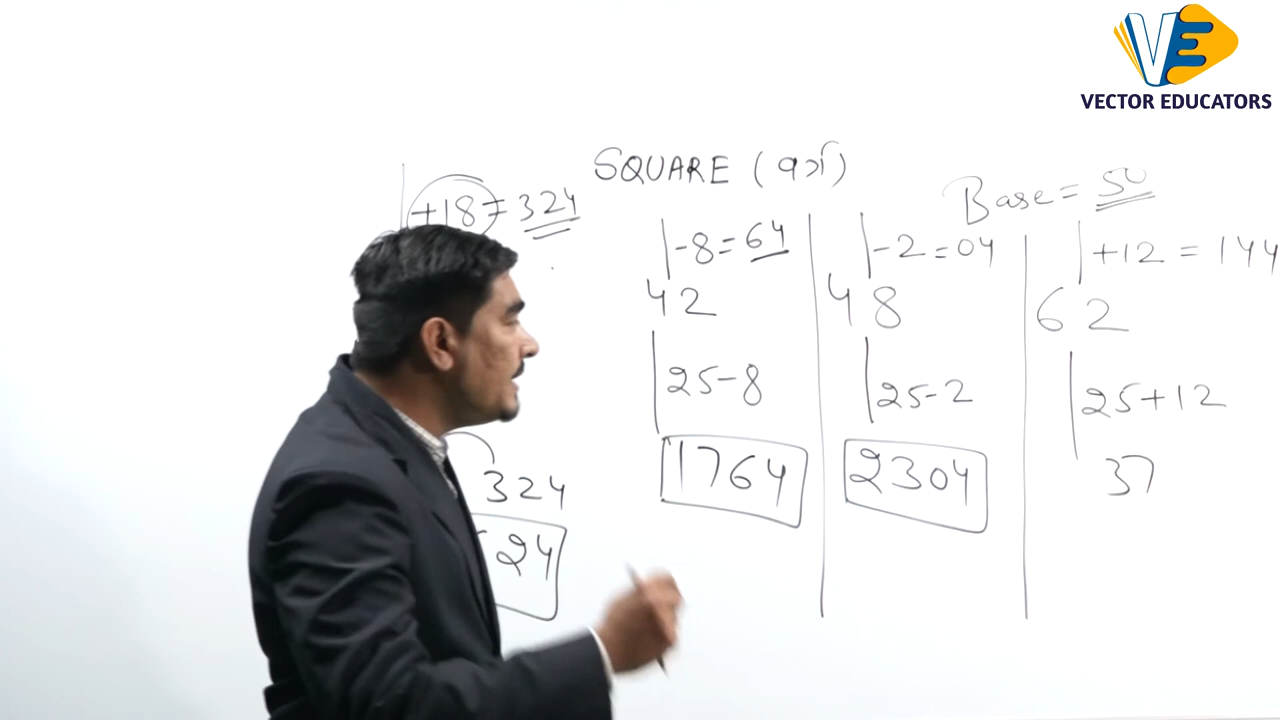 VE
VECTOR EDUCATORS
SQUARE (वर्ग)
Base = 50
+18 = 324
324
24
-8 = 64
42
25-8
1764
-2 = 04
48
25-2
2304
+12 = 144
62
25+12
37